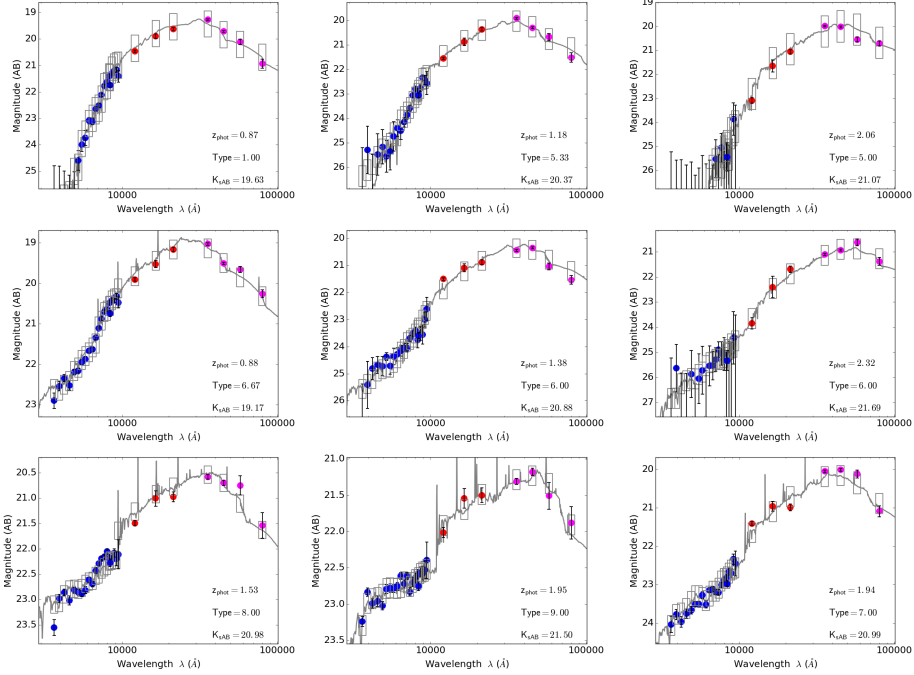 19
20
21
22
23
24
25
Magnitude (AB)
z_phot = 0.87
Type = 1.00
K_sAB = 19.63
10000
100000
Wavelength λ (Å)
20
21
22
23
24
25
26
Magnitude (AB)
z_phot = 1.18
Type = 5.33
K_sAB = 20.37
10000
100000
Wavelength λ (Å)
19
20
21
22
23
24
25
26
Magnitude (AB)
z_phot = 2.06
Type = 5.00
K_sAB = 21.07
10000
100000
Wavelength λ (Å)
19
20
21
22
23
Magnitude (AB)
z_phot = 0.88
Type = 6.67
K_sAB = 19.17
10000
100000
Wavelength λ (Å)
20
21
22
23
24
25
26
Magnitude (AB)
z_phot = 1.38
Type = 6.00
K_sAB = 20.88
10000
100000
Wavelength λ (Å)
21
22
23
24
25
26
27
Magnitude (AB)
z_phot = 2.32
Type = 6.00
K_sAB = 21.69
10000
100000
Wavelength λ (Å)
20.5
21.0
21.5
22.0
22.5
23.0
23.5
Magnitude (AB)
z_phot = 1.53
Type = 8.00
K_sAB = 20.98
10000
100000
Wavelength λ (Å)
21.0
21.5
22.0
22.5
23.0
23.5
Magnitude (AB)
z_phot = 1.95
Type = 9.00
K_sAB = 21.50
10000
100000
Wavelength λ (Å)
20
21
22
23
24
Magnitude (AB)
z_phot = 1.94
Type = 7.00
K_sAB = 20.99
10000
100000
Wavelength λ (Å)